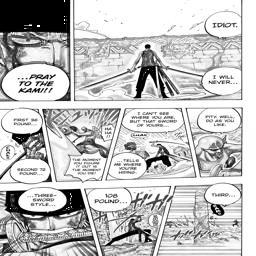 IDIOT.
I WILL
NEVER...
...PRAY
TO THE
KAMI!!
FIRST 36
POUND...
SECOND 72
POUND...
HA
HA
"THE MOMENT
YOU FIGURE
IT OUT IS
THE MOMENT
YOU DIE"
I CAN'T SEE
WHERE YOU ARE,
BUT THAT SWORD
OF YOURS...
...TELLS
ME WHERE
YOU'RE
HIDING.
PITY. WELL,
DO AS YOU
LIKE.
...THREE-
SWORD
STYLE...
108
POUND...
THIRD...